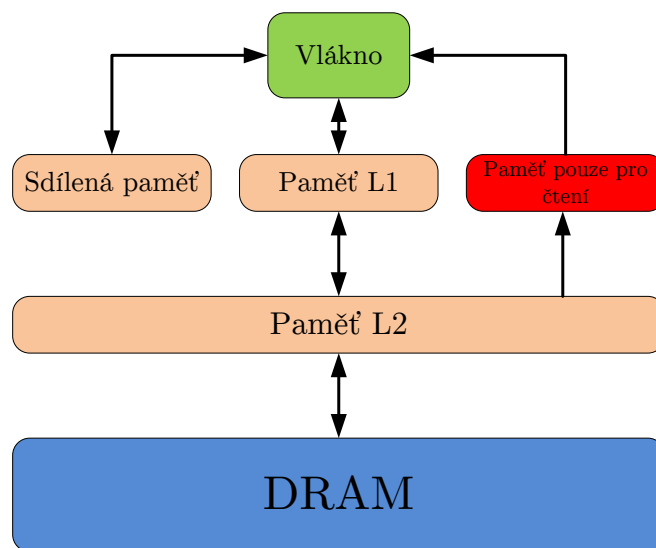 Vlákno
Sdílená paměť
Paměť L1
Paměť pouze pro
čtení
Paměť L2
DRAM